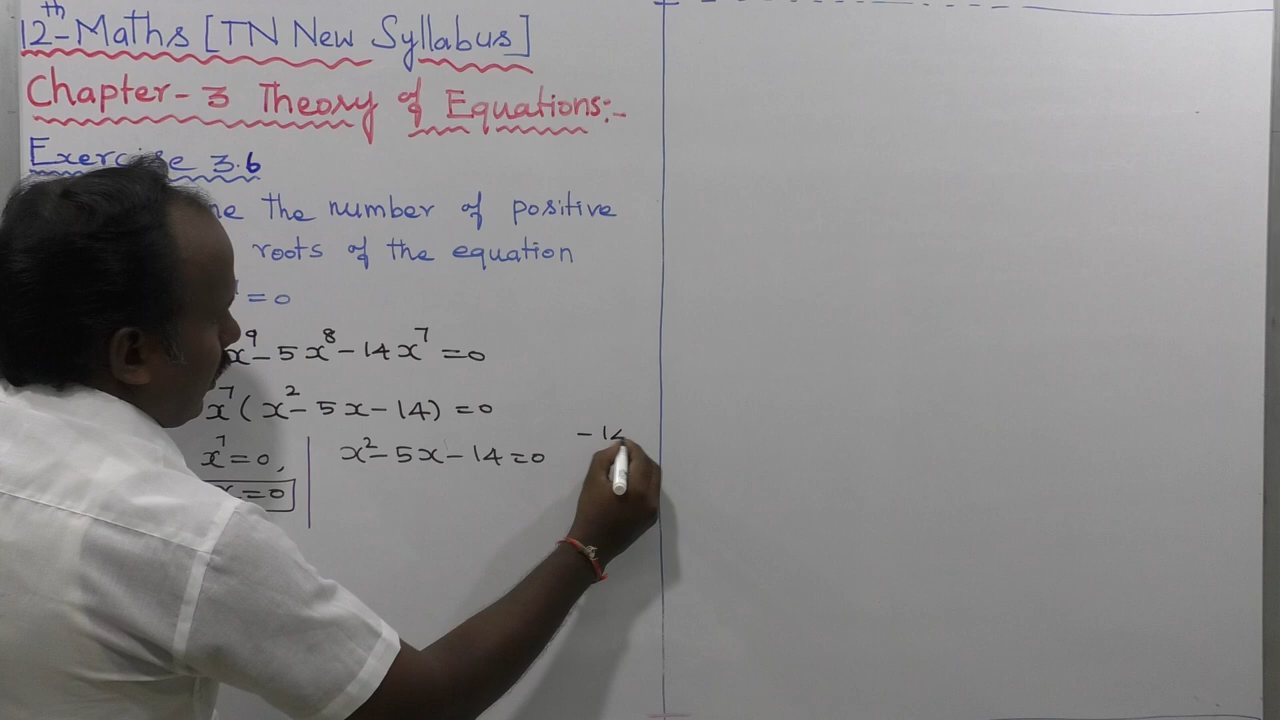 12th-Maths [TN New Syllabus]
Chapter-3 Theory of Equations:-
Exercise 3.6
the number of positive
roots of the equation
= 0
x⁹ - 5x⁸ - 14x⁷ = 0
x⁷ (x² - 5x - 14) = 0
x⁷ = 0, x² - 5x - 14 = 0 - 14
x = 0